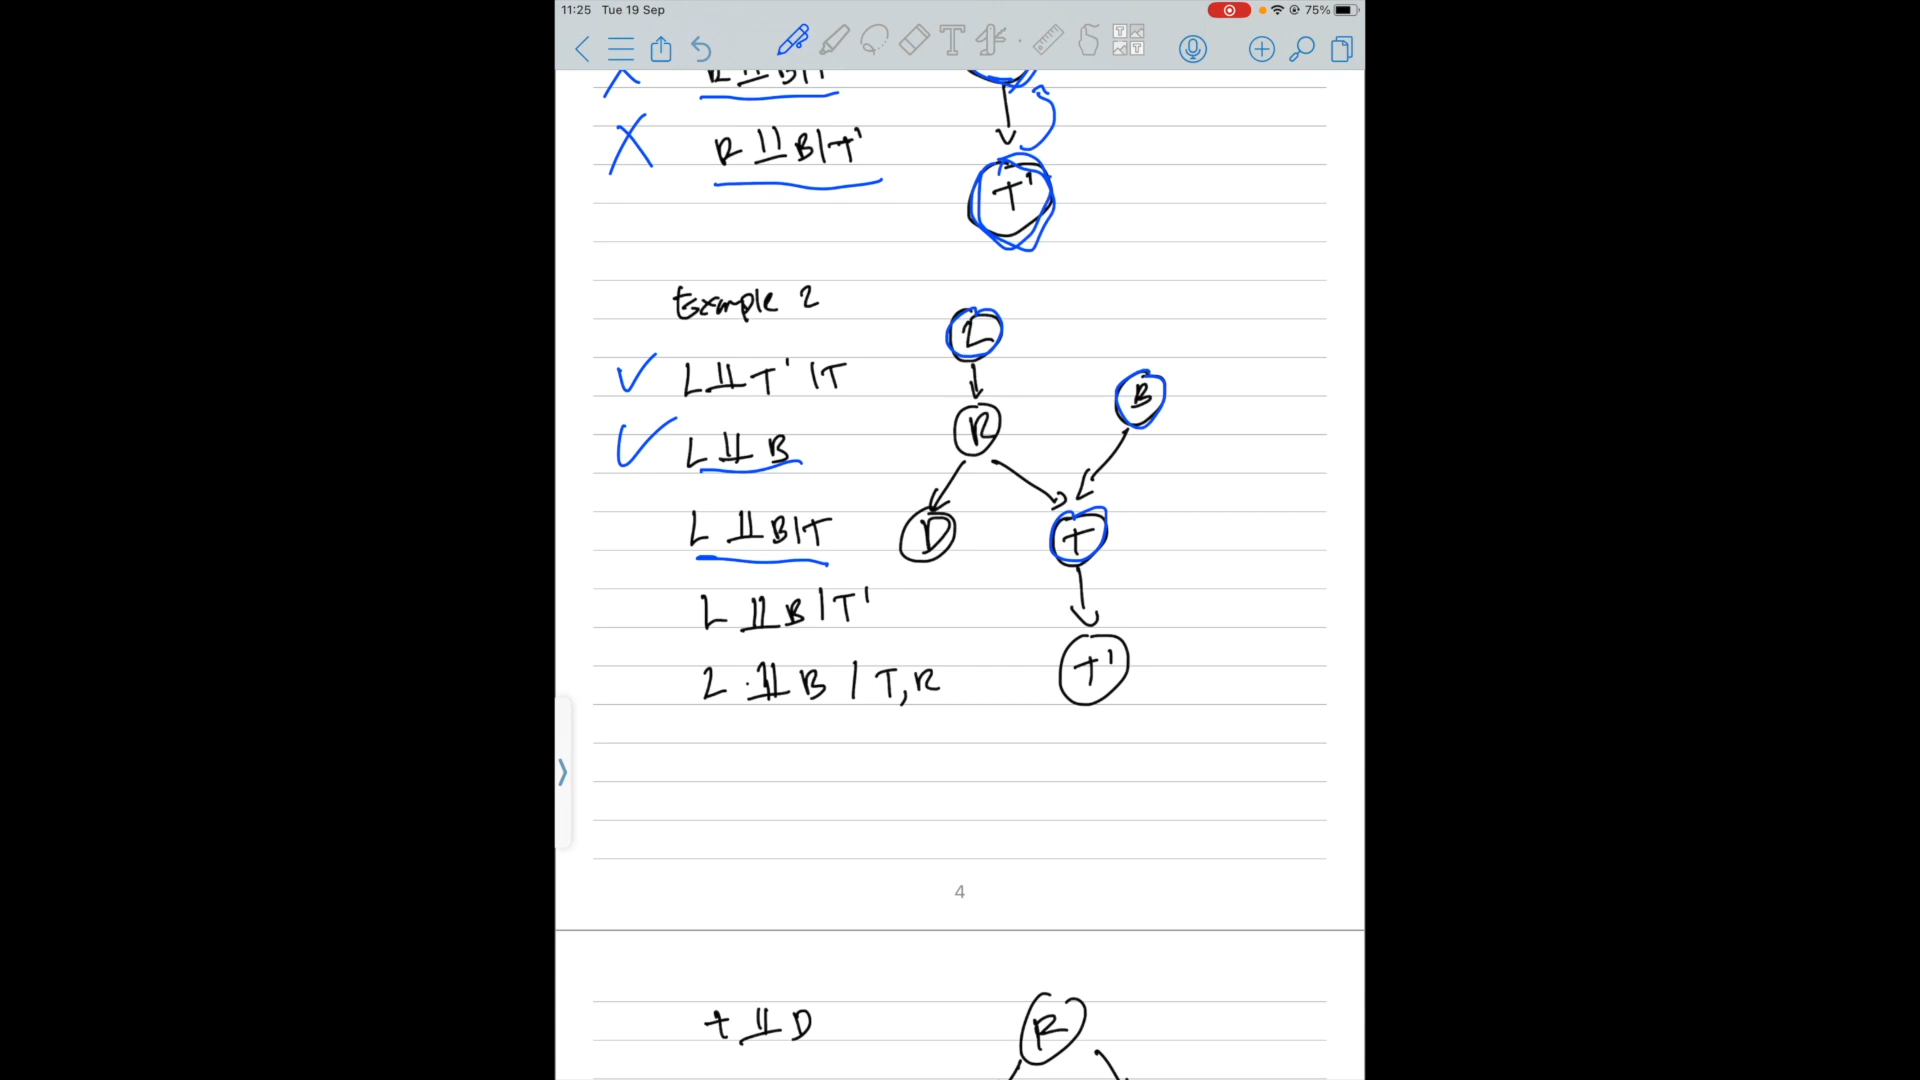 11:25 Tue 19 Sep 75%
R ⫫ B|T
R ⫫ B|T'
T'
Example 2
L
L ⫫ T' | T
B
R
L ⫫ B
L ⫫ B|T
D
T
L ⫫ B | T'
T'
L ⫫ B | T, R
4
T ⫫ D
R